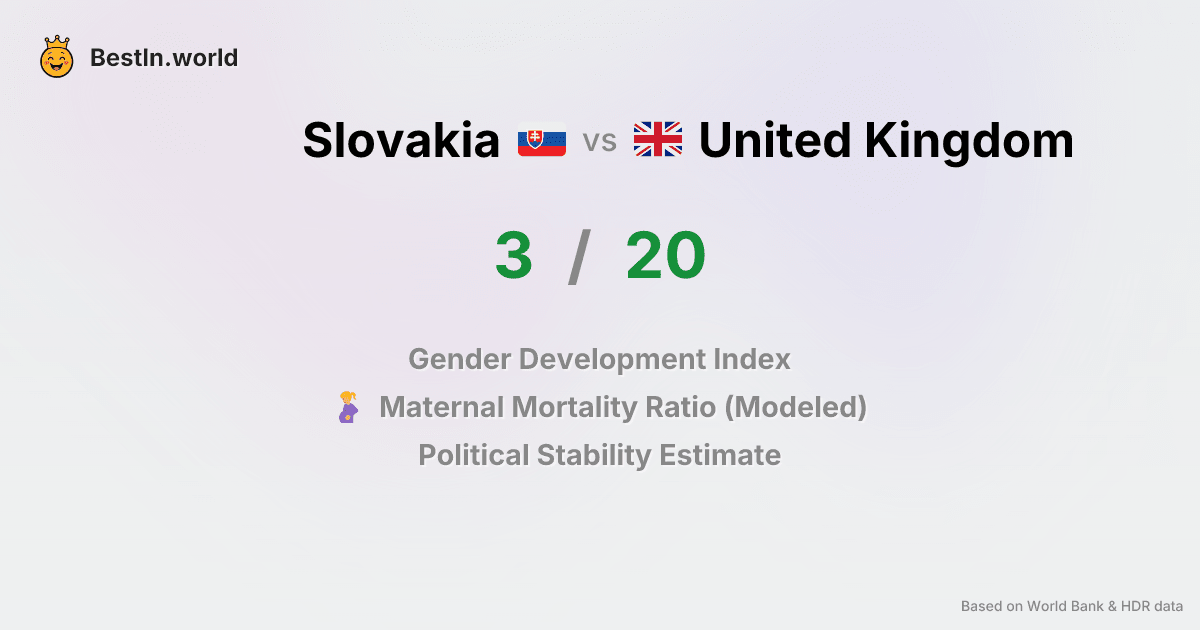 BestIn.world
Slovakia vs United Kingdom
3 / 20
Gender Development Index
Maternal Mortality Ratio (Modeled)
Political Stability Estimate
Based on World Bank & HDR data